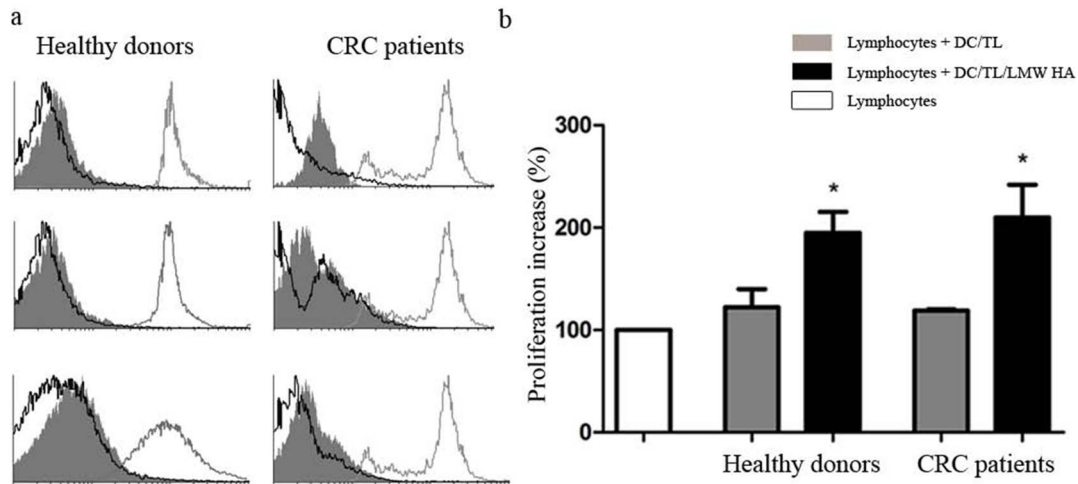 a
Healthy donors
CRC patients
b
Lymphocytes + DC/TL
Lymphocytes + DC/TL/LMW HA
Lymphocytes
Proliferation increase (%)
300
200
100
0
*
*
Healthy donors
CRC patients